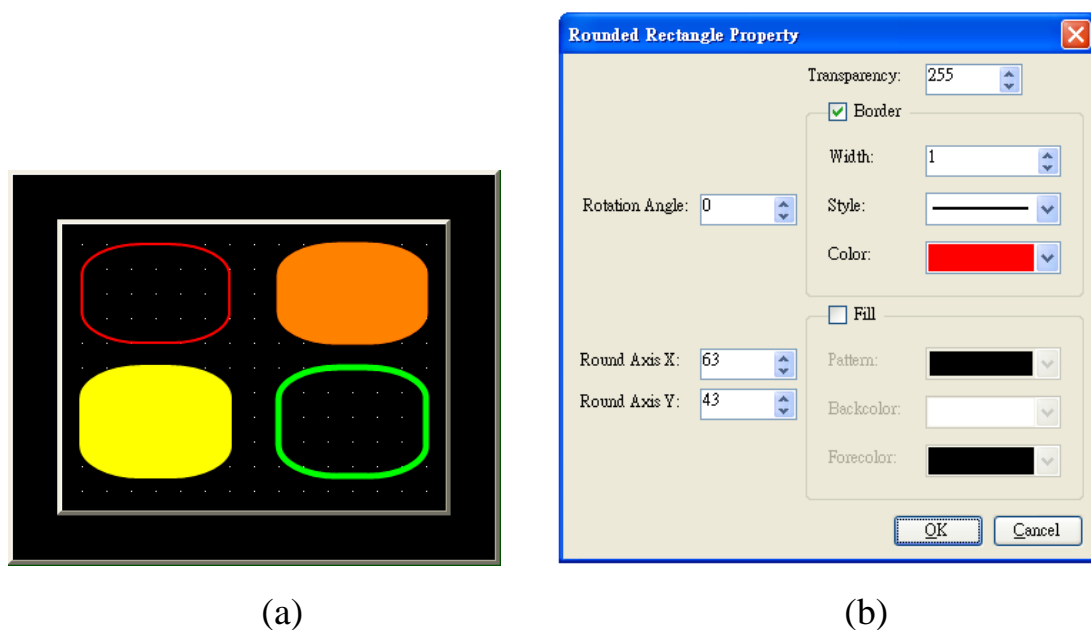 Rounded Rectangle Property
Transparency: 255
Border
Width: 1
Rotation Angle: 0
Style:
Color:
Fill
Round Axis X: 63
Pattern:
Round Axis Y: 43
Backcolor:
Forecolor:
OK
Cancel
(a)
(b)